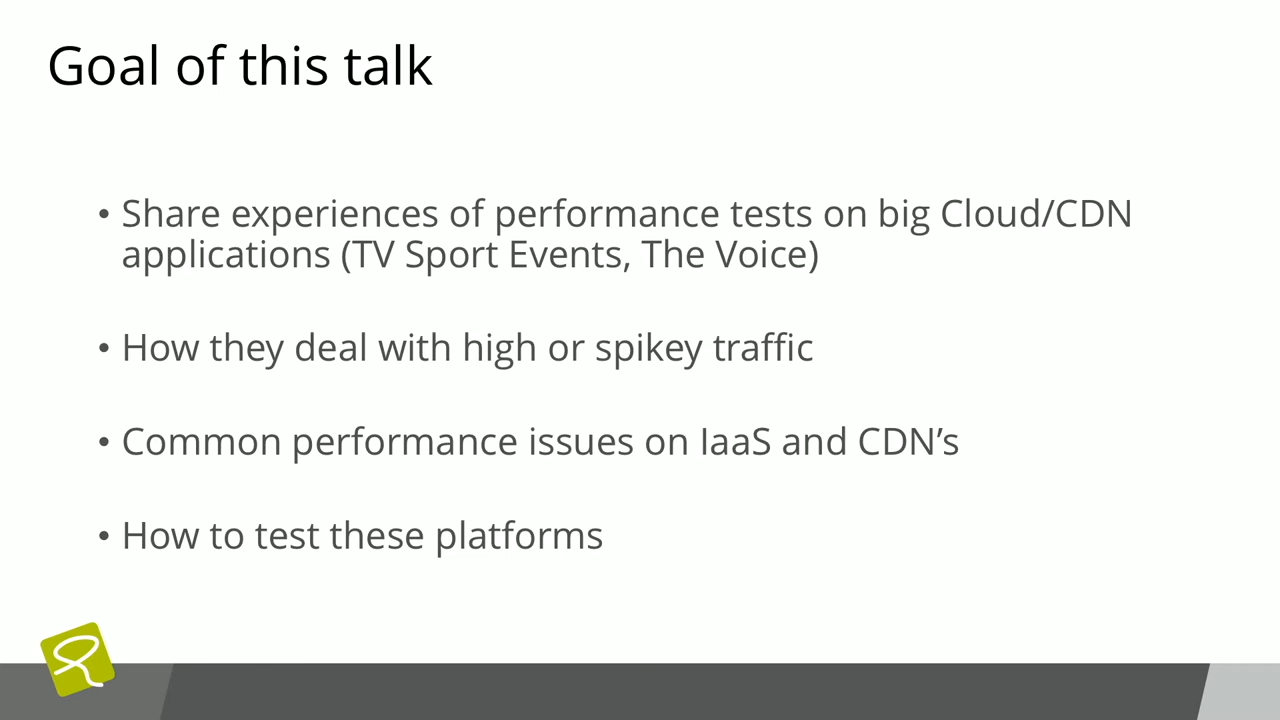 Goal of this talk
• Share experiences of performance tests on big Cloud/CDN
applications (TV Sport Events, The Voice)
• How they deal with high or spikey traffic
• Common performance issues on IaaS and CDN’s
• How to test these platforms